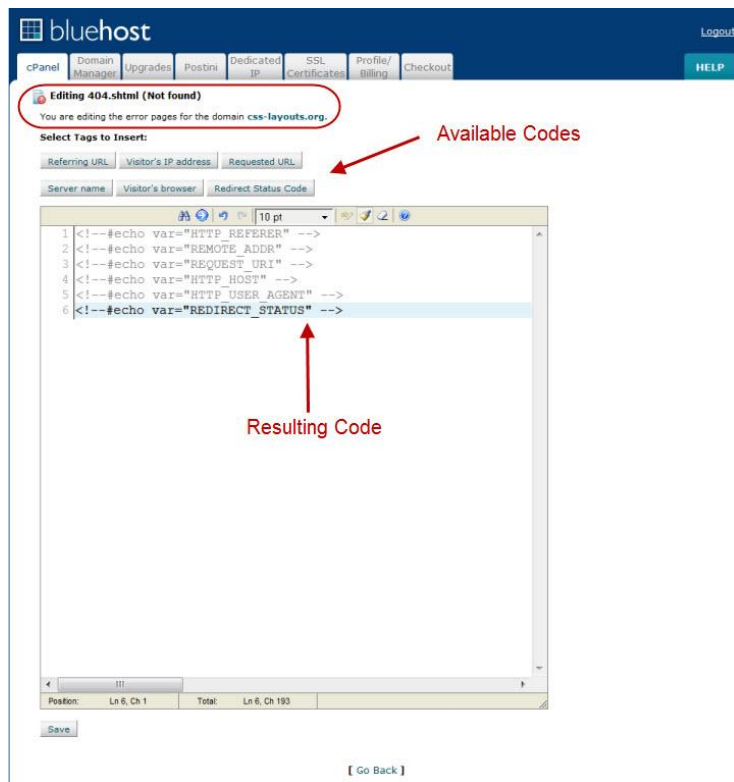 bluehost
Logout
cPanel Domain Manager Upgrades Postini Dedicated IP SSL Certificates Profile/ Billing Checkout HELP
Editing 404.shtml (Not found)
You are editing the error pages for the domain css-layouts.org.
Select Tags to Insert:
Available Codes
Referring URL Visitor's IP address Requested URL
Server name Visitor's browser Redirect Status Code
10 pt
1 <!--#echo var="HTTP_REFERER" -->
2 <!--#echo var="REMOTE_ADDR" -->
3 <!--#echo var="REQUEST_URI" -->
4 <!--#echo var="HTTP_HOST" -->
5 <!--#echo var="HTTP_USER_AGENT" -->
6 <!--#echo var="REDIRECT_STATUS" -->
Resulting Code
Position: Ln 6, Ch 1 Total: Ln 6, Ch 193
Save
[ Go Back ]